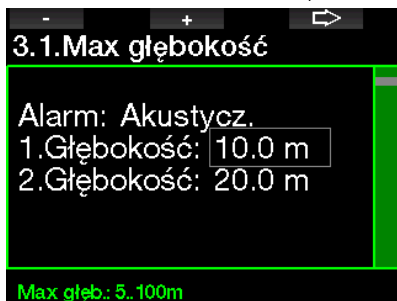 - +
3.1.Max głębokość
Alarm: Akustycz.
1.Głębokość: 10.0 m
2.Głębokość: 20.0 m
Max głęb.: 5..100m